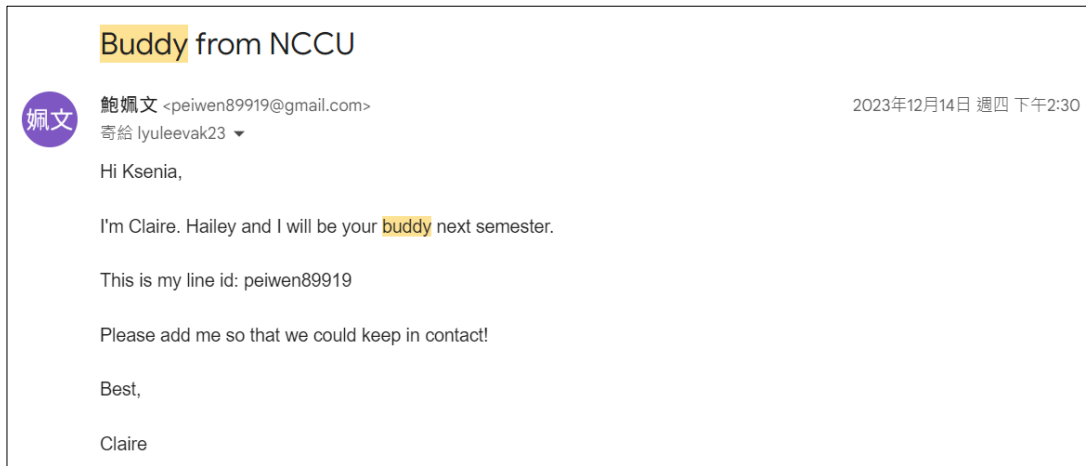 Buddy from NCCU
姵文
鮑姵文 <peiwen89919@gmail.com>
2023年12月14日 週四 下午2:30
寄給 lyuleevak23
Hi Ksenia,
I'm Claire. Hailey and I will be your buddy next semester.
This is my line id: peiwen89919
Please add me so that we could keep in contact!
Best,
Claire